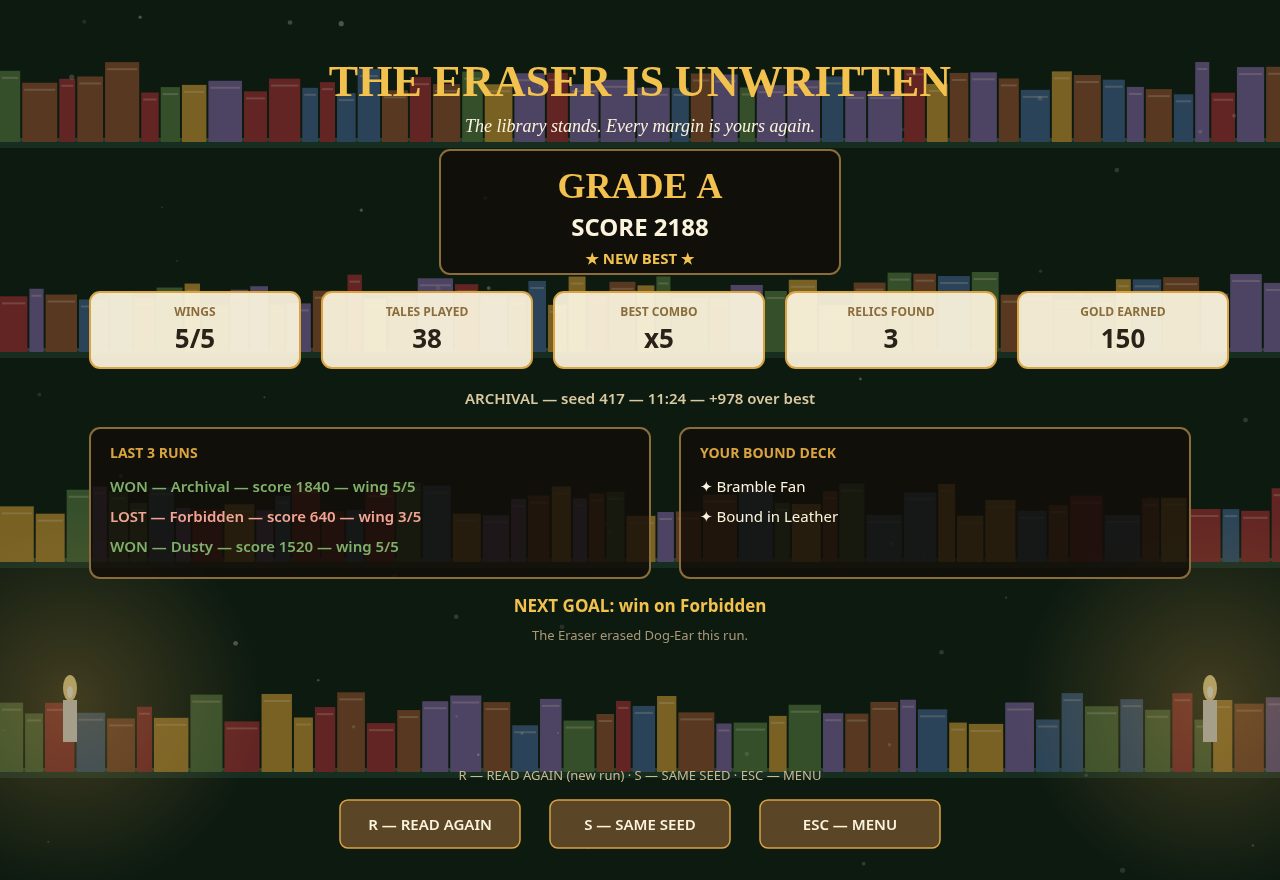 THE ERASER IS UNWRITTEN
The library stands. Every margin is yours again.
GRADE A
SCORE 2188
★ NEW BEST ★
WINGS
5/5
TALES PLAYED
38
BEST COMBO
x5
RELICS FOUND
3
GOLD EARNED
150
ARCHIVAL — seed 417 — 11:24 — +978 over best
LAST 3 RUNS
WON — Archival — score 1840 — wing 5/5
LOST — Forbidden — score 640 — wing 3/5
WON — Dusty — score 1520 — wing 5/5
YOUR BOUND DECK
✦ Bramble Fan
✦ Bound in Leather
NEXT GOAL: win on Forbidden
The Eraser erased Dog-Ear this run.
R — READ AGAIN (new run) · S — SAME SEED · ESC — MENU
R — READ AGAIN
S — SAME SEED
ESC — MENU